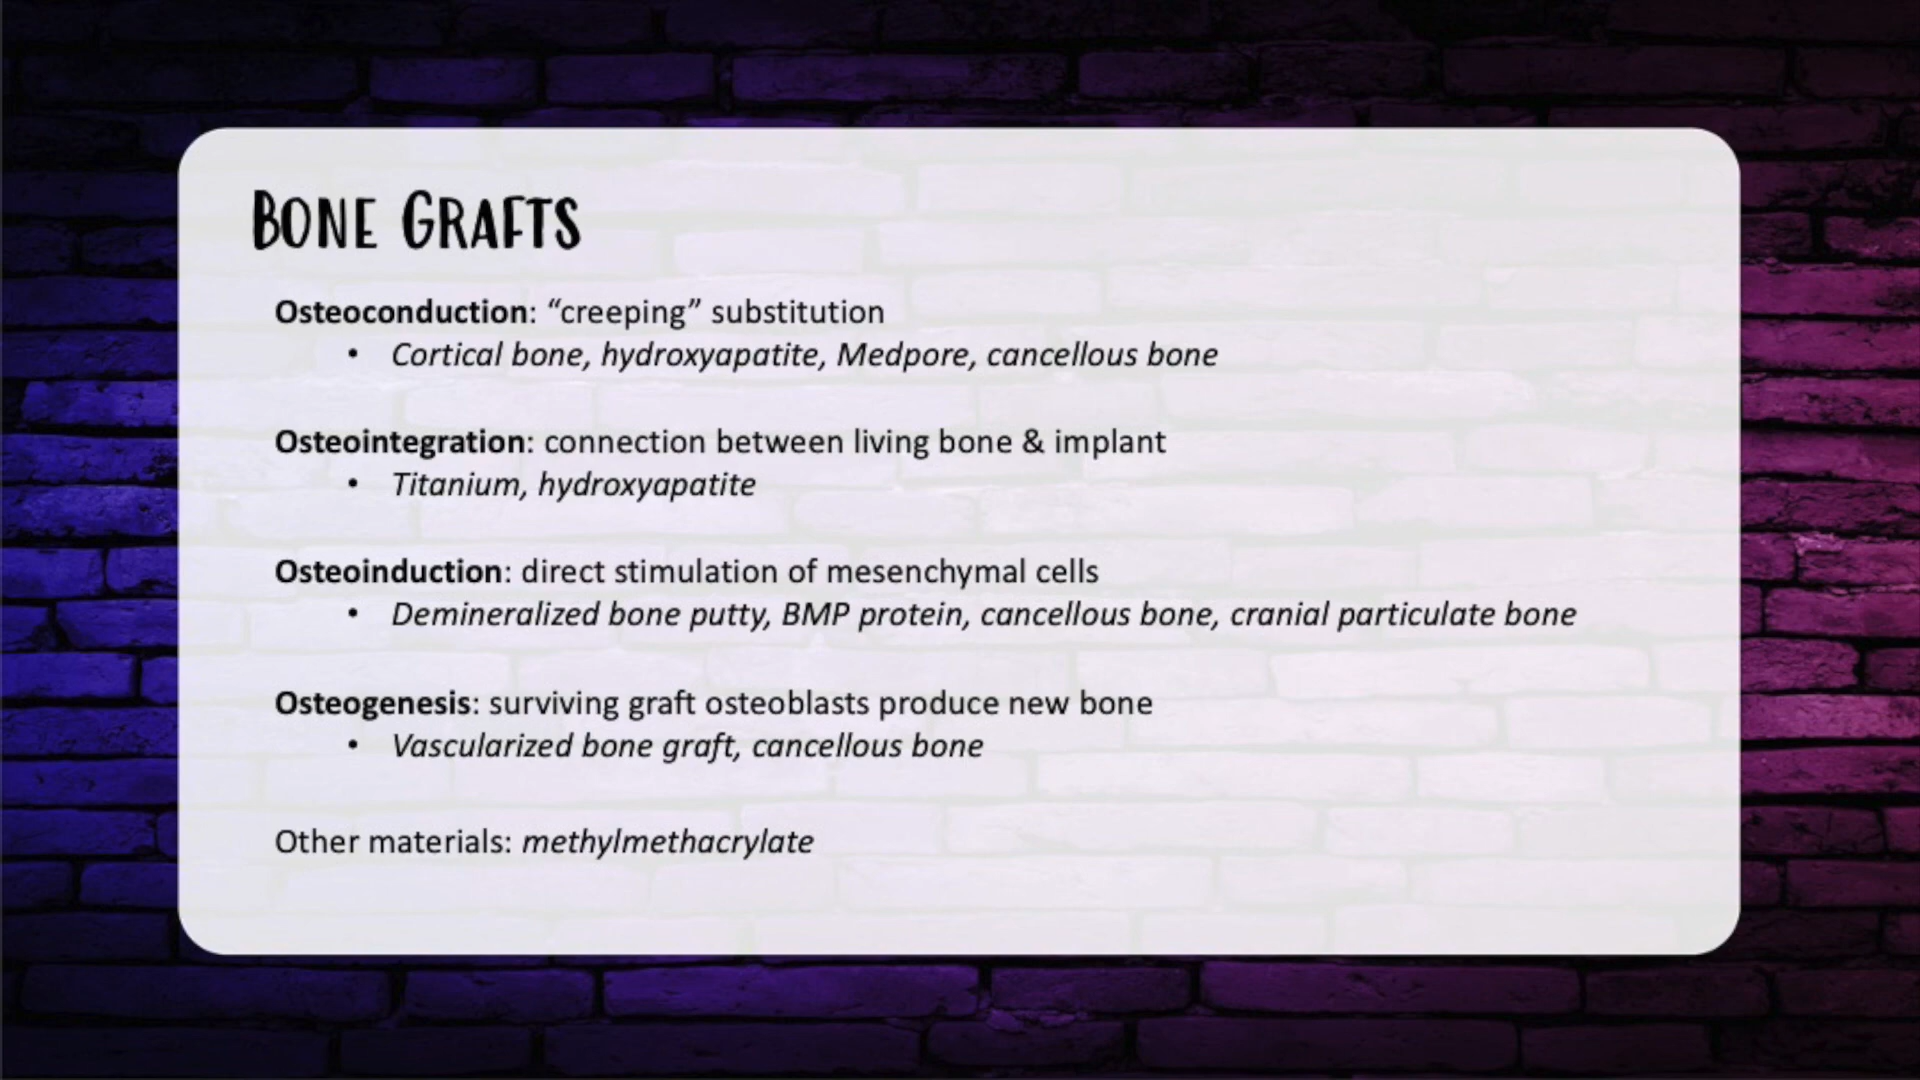 BONE GRAFTS
Osteoconduction: “creeping” substitution
• Cortical bone, hydroxyapatite, Medpore, cancellous bone
Osteointegration: connection between living bone & implant
• Titanium, hydroxyapatite
Osteoinduction: direct stimulation of mesenchymal cells
• Demineralized bone putty, BMP protein, cancellous bone, cranial particulate bone
Osteogenesis: surviving graft osteoblasts produce new bone
• Vascularized bone graft, cancellous bone
Other materials: methylmethacrylate